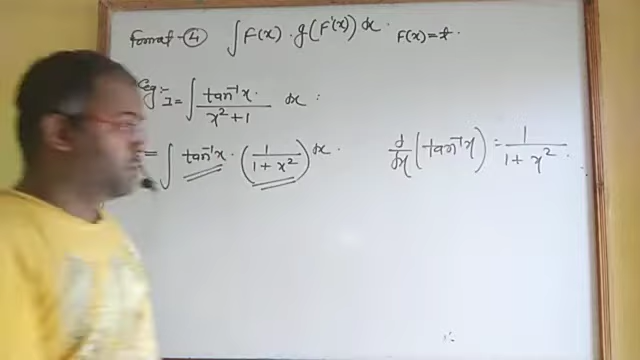 Format-④ ∫F(x)·g(F'(x))dx F(x)=t.
Eg:- I=∫ tan⁻¹x / x²+1 dx :
= ∫ tan⁻¹x · (1 / 1+x²) dx. d/dx (tan⁻¹x) = 1 / 1+x².